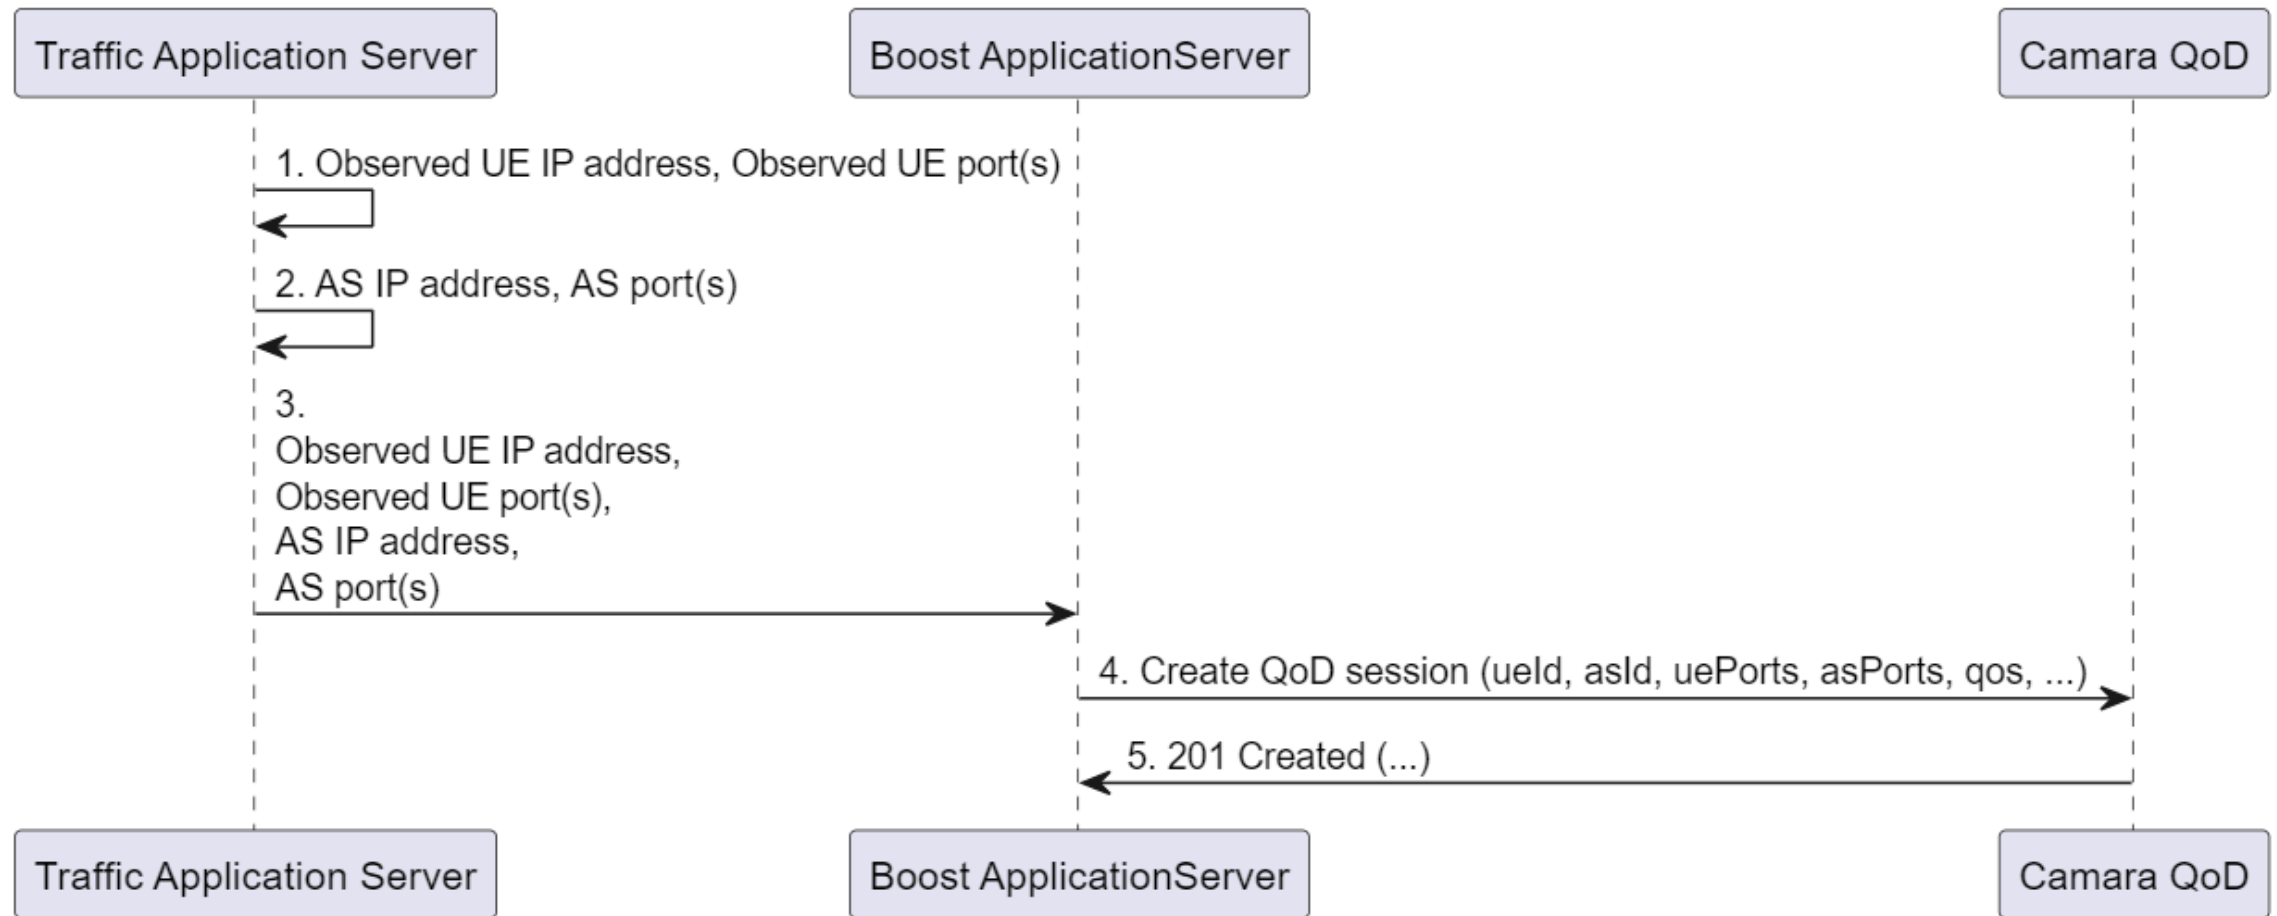 Traffic Application Server
Boost ApplicationServer
Camara QoD
1. Observed UE IP address, Observed UE port(s)
2. AS IP address, AS port(s)
3.
Observed UE IP address,
Observed UE port(s),
AS IP address,
AS port(s)
4. Create QoD session (ueId, asId, uePorts, asPorts, qos, ...)
5. 201 Created (...)
Traffic Application Server
Boost ApplicationServer
Camara QoD